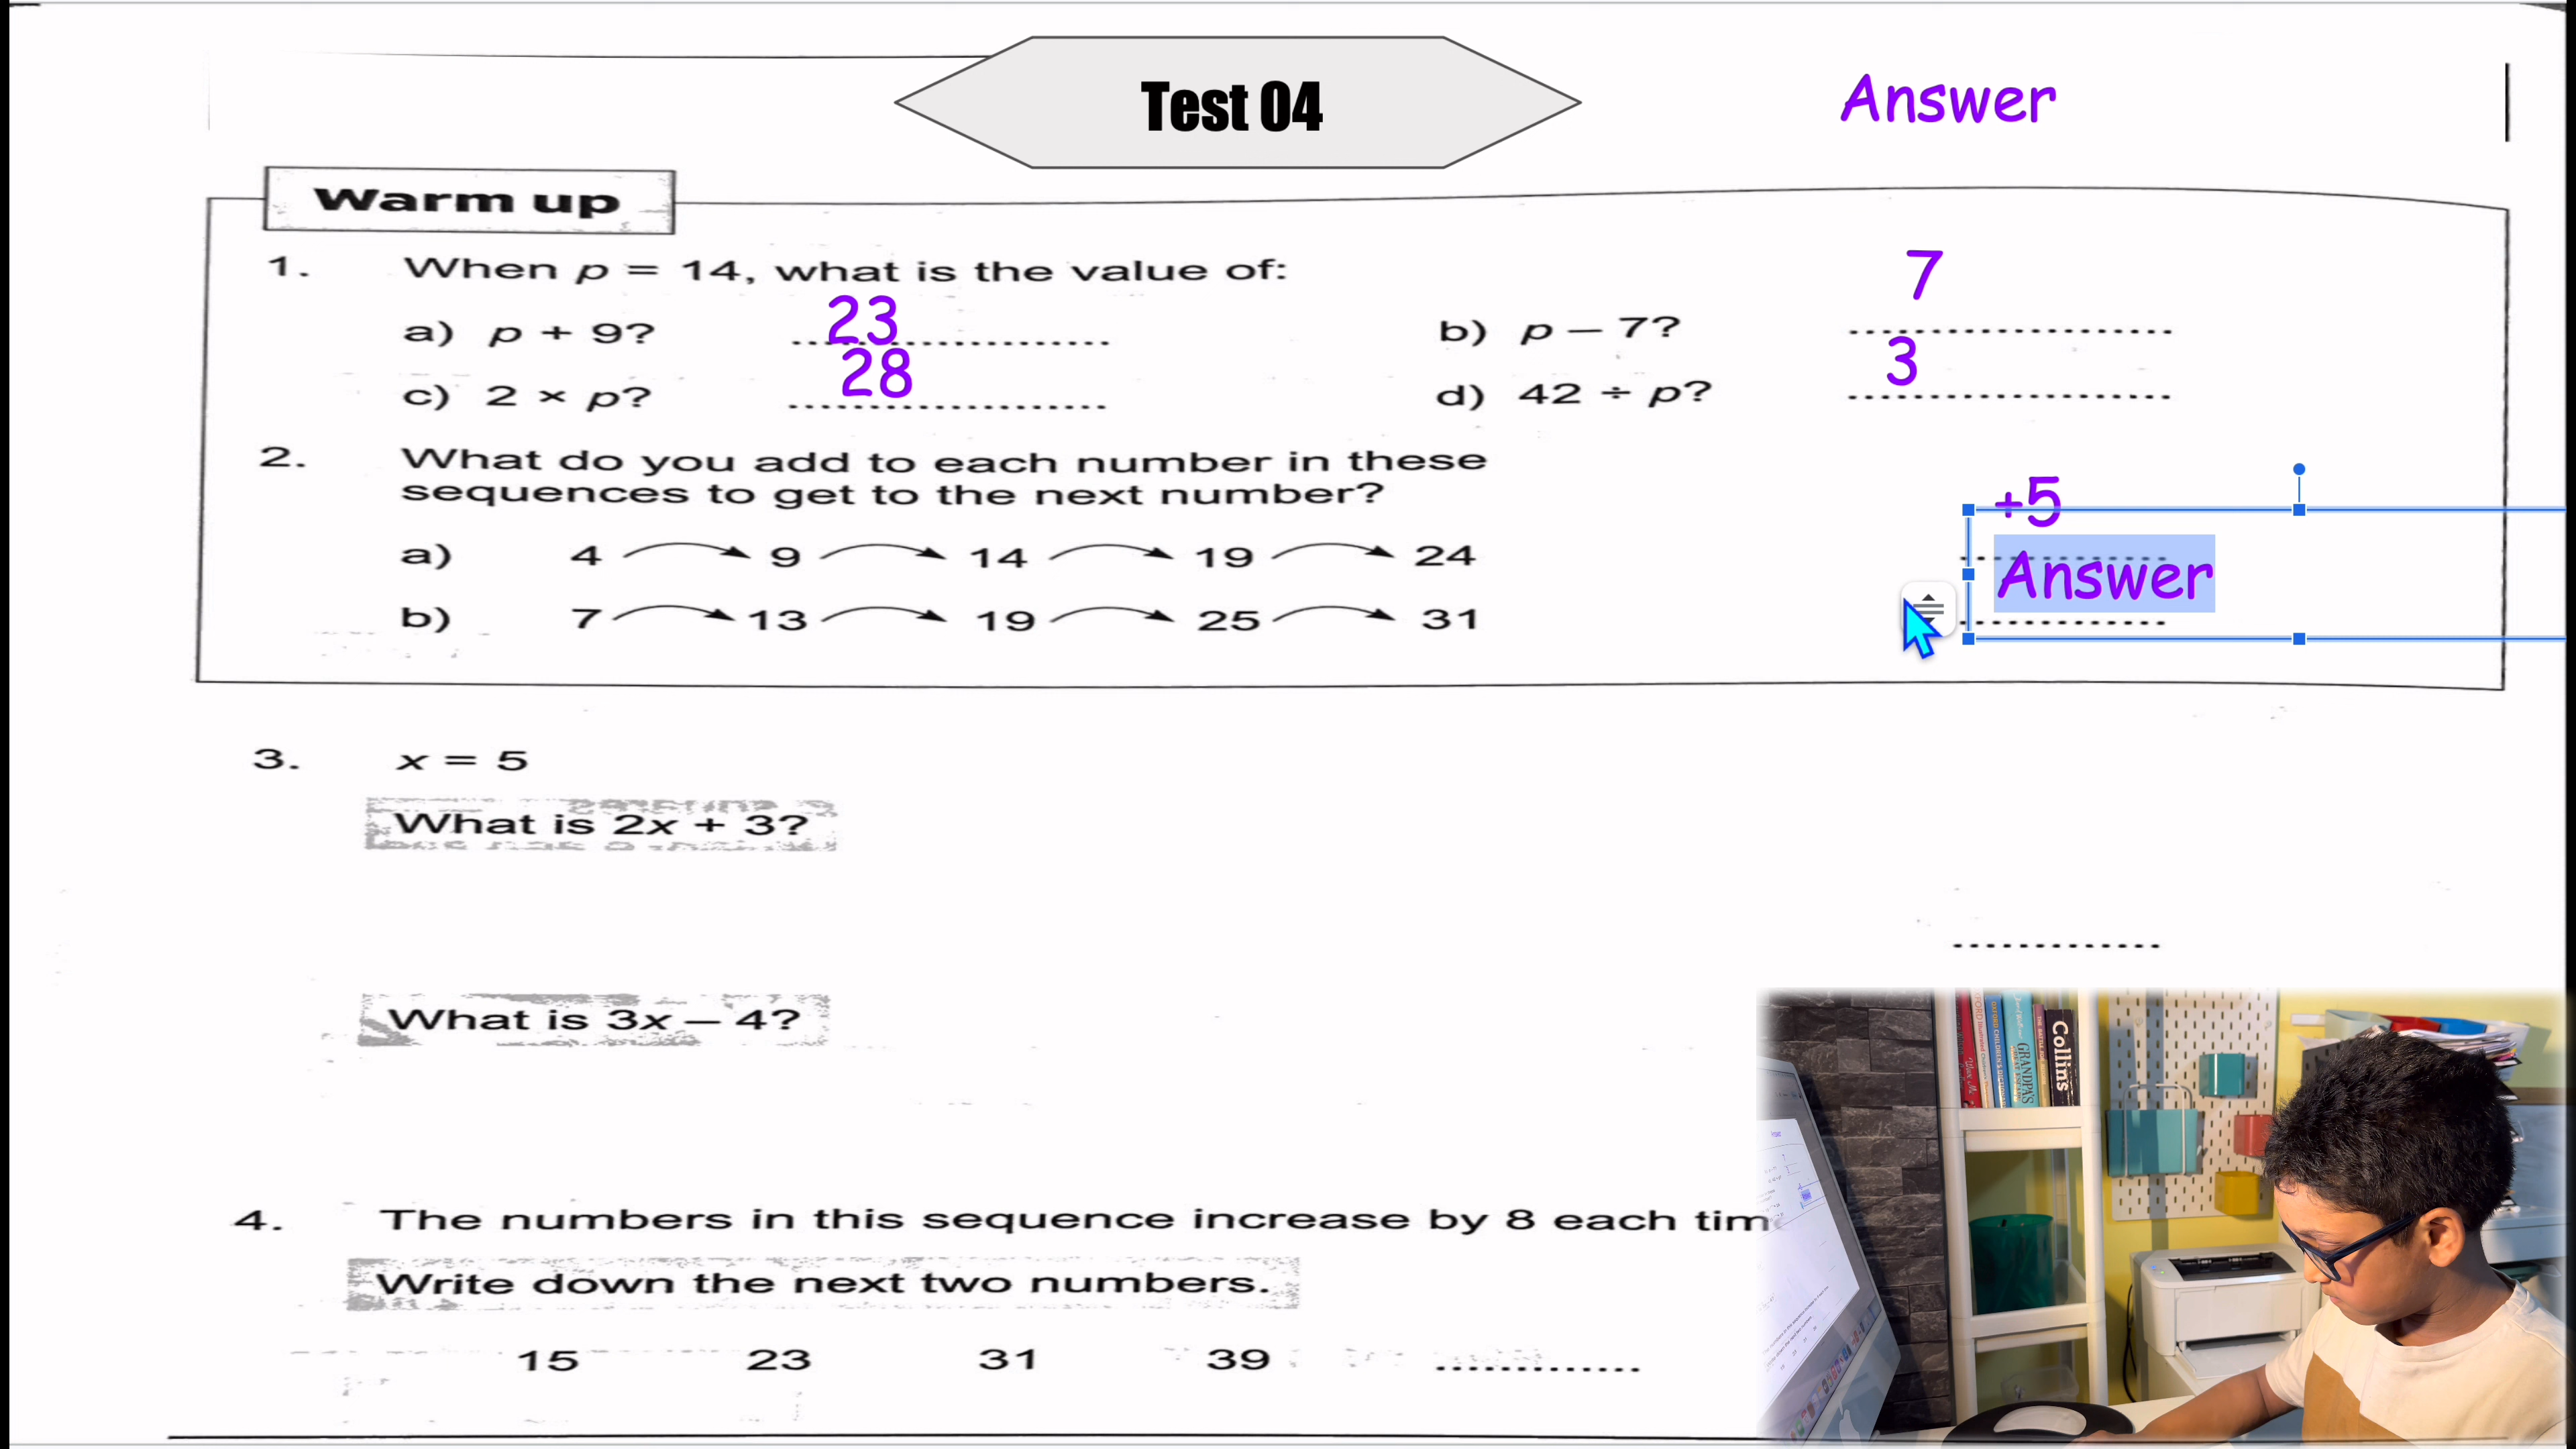 Test 04
Answer
Warm up
1. When p = 14, what is the value of:
a) p + 9? 23
b) p – 7? 7
c) 2 × p? 28
d) 42 ÷ p? 3
2. What do you add to each number in these
sequences to get to the next number?
+5
a) 4 9 14 19 24
Answer
b) 7 13 19 25 31
3. x = 5
What is 2x + 3?
What is 3x – 4?
4. The numbers in this sequence increase by 8 each tim
Write down the next two numbers.
15 23 31 39
Collins
GRANDPA'S